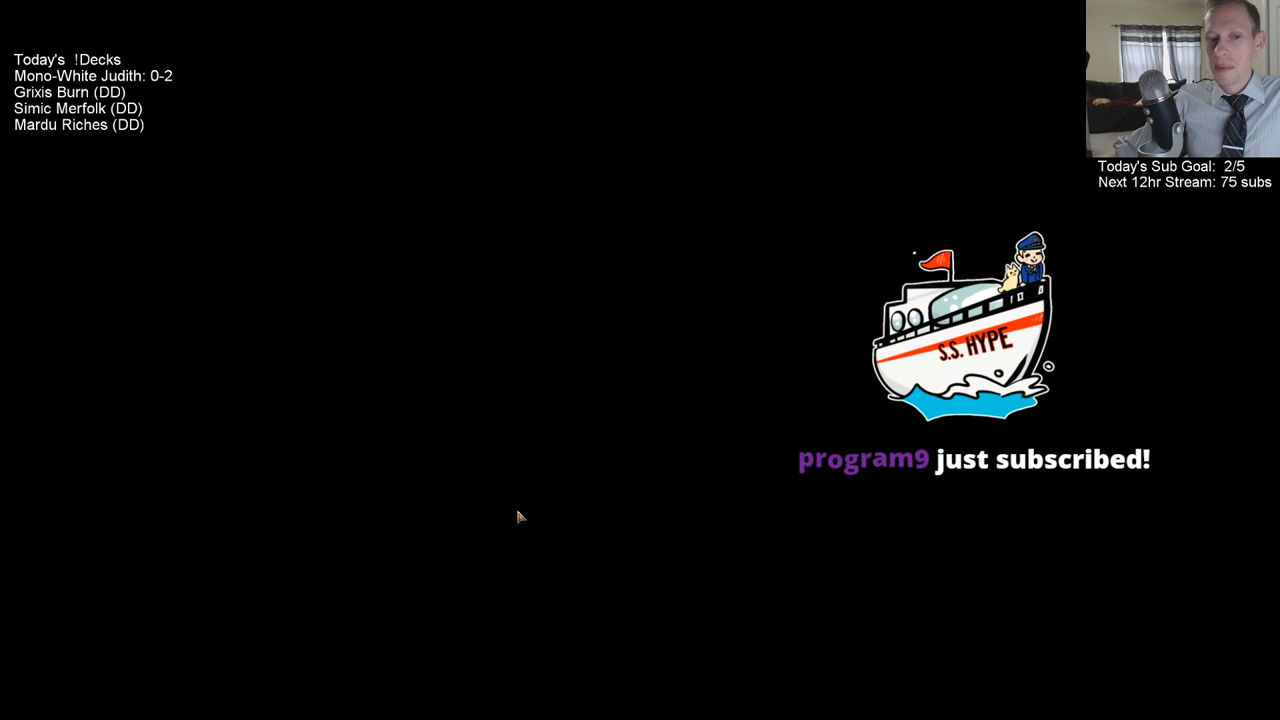 Today's !Decks
Mono-White Judith: 0-2
Grixis Burn (DD)
Simic Merfolk (DD)
Mardu Riches (DD)
Today's Sub Goal: 2/5
Next 12hr Stream: 75 subs
S.S. HYPE
program9 just subscribed!